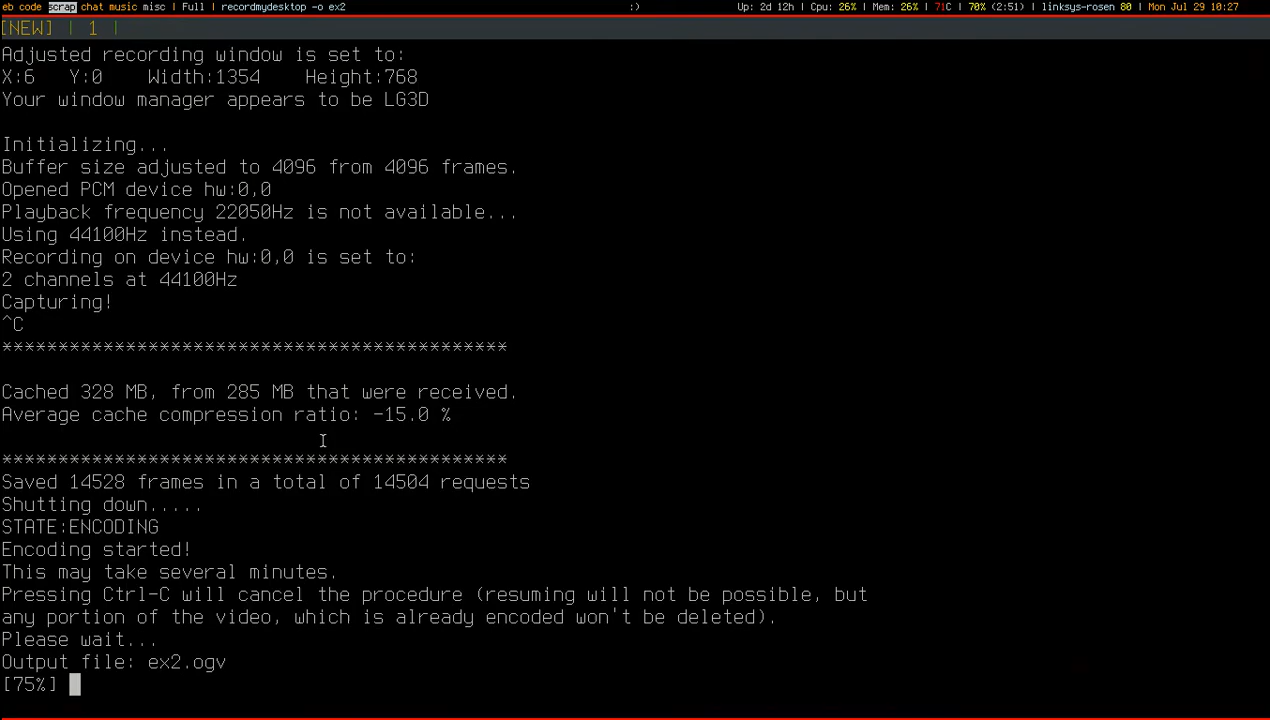 eb code scrap chat music misc | Full | recordmydesktop -o ex2 :) Up: 2d 12h | Cpu: 26% | Mem: 26% | 71C | 70% (2:51) | linksys-rosen 80 | Mon Jul 29 10:27
[NEW] | 1 |
Adjusted recording window is set to:
X:6 Y:0 Width:1354 Height:768
Your window manager appears to be LG3D
Initializing...
Buffer size adjusted to 4096 from 4096 frames.
Opened PCM device hw:0,0
Playback frequency 22050Hz is not available...
Using 44100Hz instead.
Recording on device hw:0,0 is set to:
2 channels at 44100Hz
Capturing!
^C
*********************************************
Cached 328 MB, from 285 MB that were received.
Average cache compression ratio: -15.0 %
*********************************************
Saved 14528 frames in a total of 14504 requests
Shutting down.....
STATE:ENCODING
Encoding started!
This may take several minutes.
Pressing Ctrl-C will cancel the procedure (resuming will not be possible, but
any portion of the video, which is already encoded won't be deleted).
Please wait...
Output file: ex2.ogv
[75%]